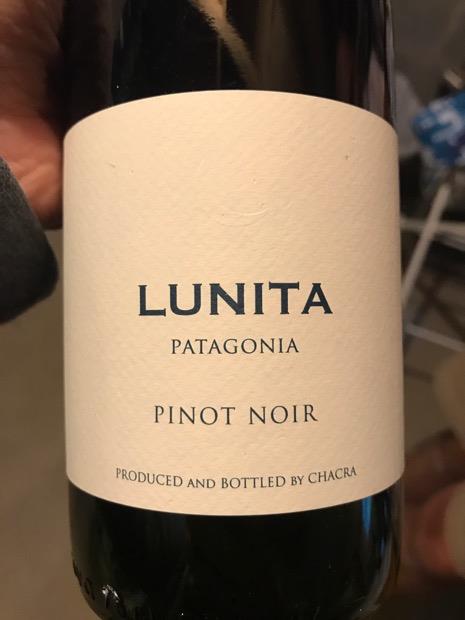 LUNITA
PATAGONIA
PINOT NOIR
PRODUCED AND BOTTLED BY CHACRA